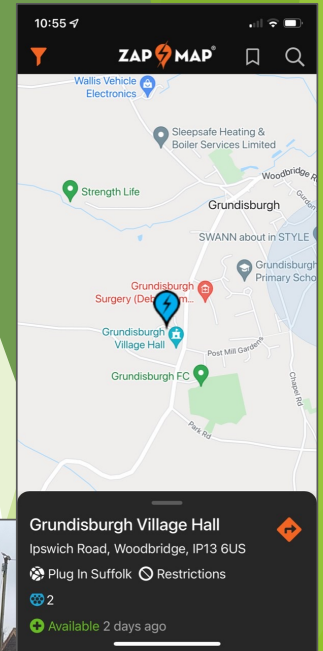 10:55
ZAP MAP®
Wallis Vehicle
Electronics
Sleepsafe Heating &
Boiler Services Limited
Woodbridge R
Strength Life
Grundisburgh
Gurdon
SWANN about in STYLE
Grundisburgh
Primary Scho
Grundisburgh
Surgery (Deb
Grundisburgh
Village Hall
Post Mill Gardens
Grundisburgh FC
Chapel Rd
Park Rd
Grundisburgh Village Hall
Ipswich Road, Woodbridge, IP13 6US
Plug In Suffolk Restrictions
2
Available 2 days ago